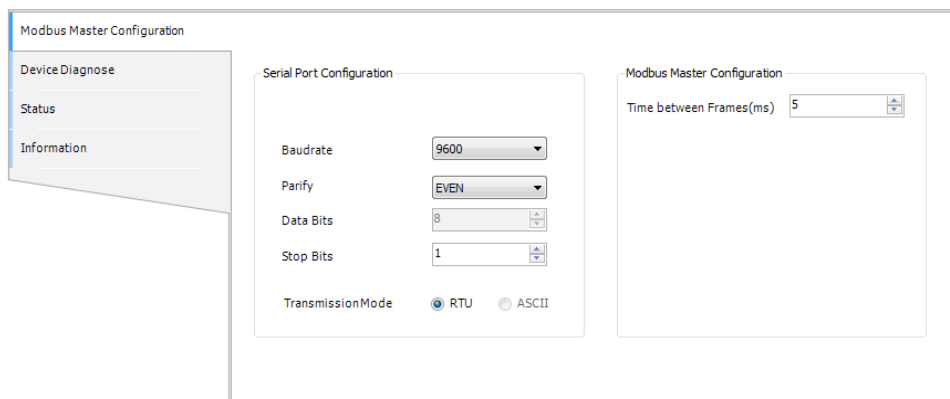 Modbus Master Configuration
Device Diagnose
Status
Information
Serial Port Configuration
Baudrate 9600
Parify EVEN
Data Bits 8
Stop Bits 1
TransmissionMode RTU ASCII
Modbus Master Configuration
Time between Frames(ms) 5